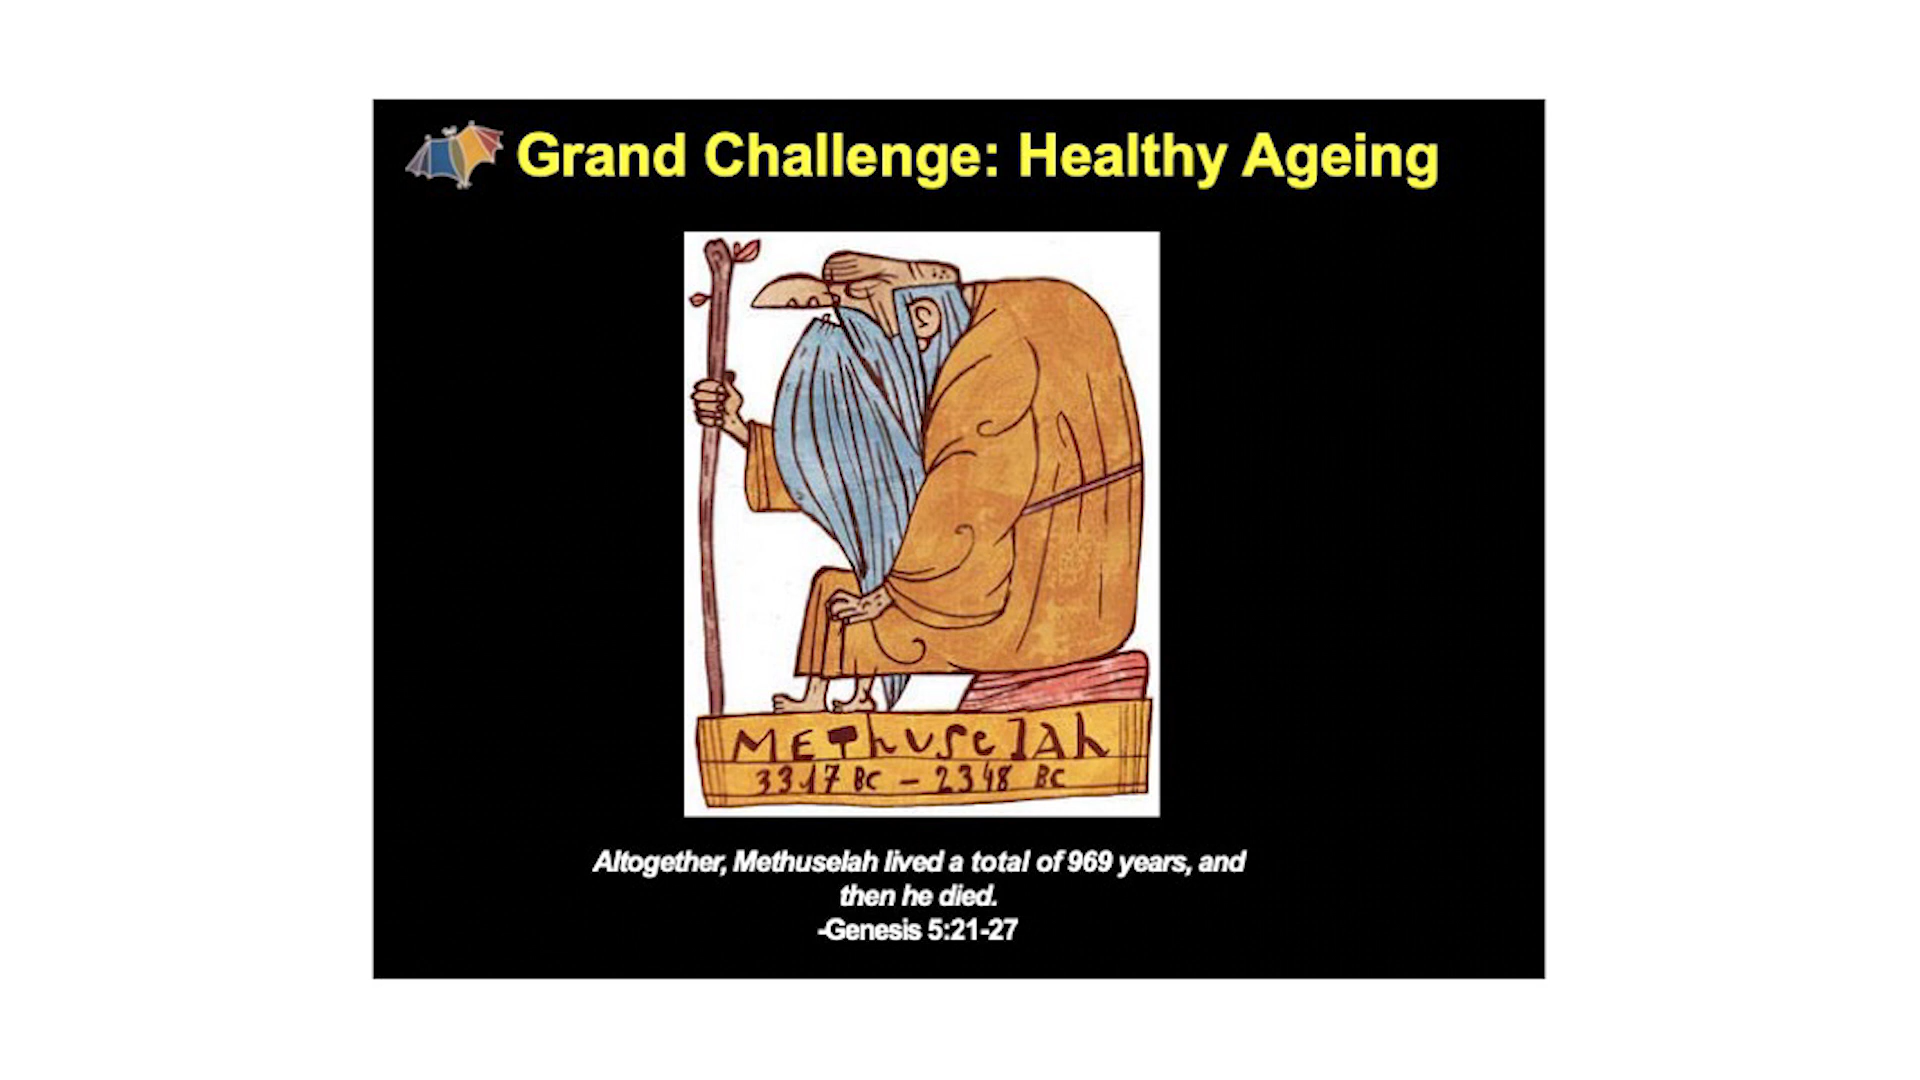 Grand Challenge: Healthy Ageing
METhuSelAh
3317 BC – 2348 BC
Altogether, Methuselah lived a total of 969 years, and
then he died.
-Genesis 5:21-27